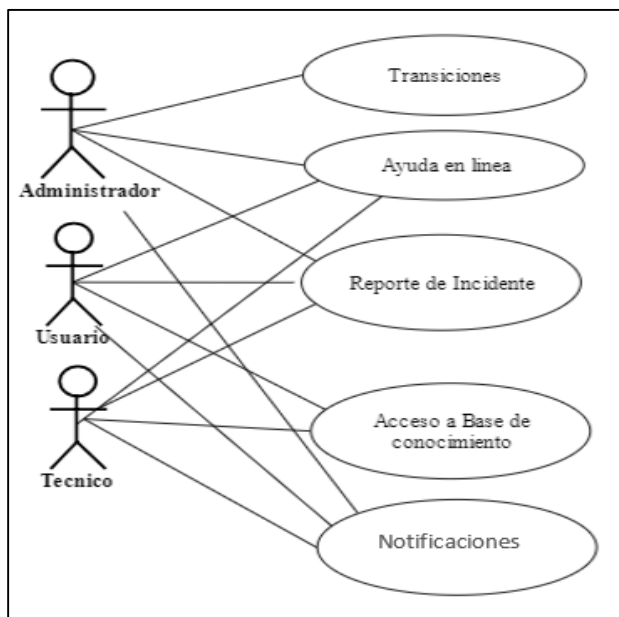 Transiciones
Ayuda en linea
Administrador
Reporte de Incidente
Usuario
Acceso a Base de
conocimiento
Tecnico
Notificaciones